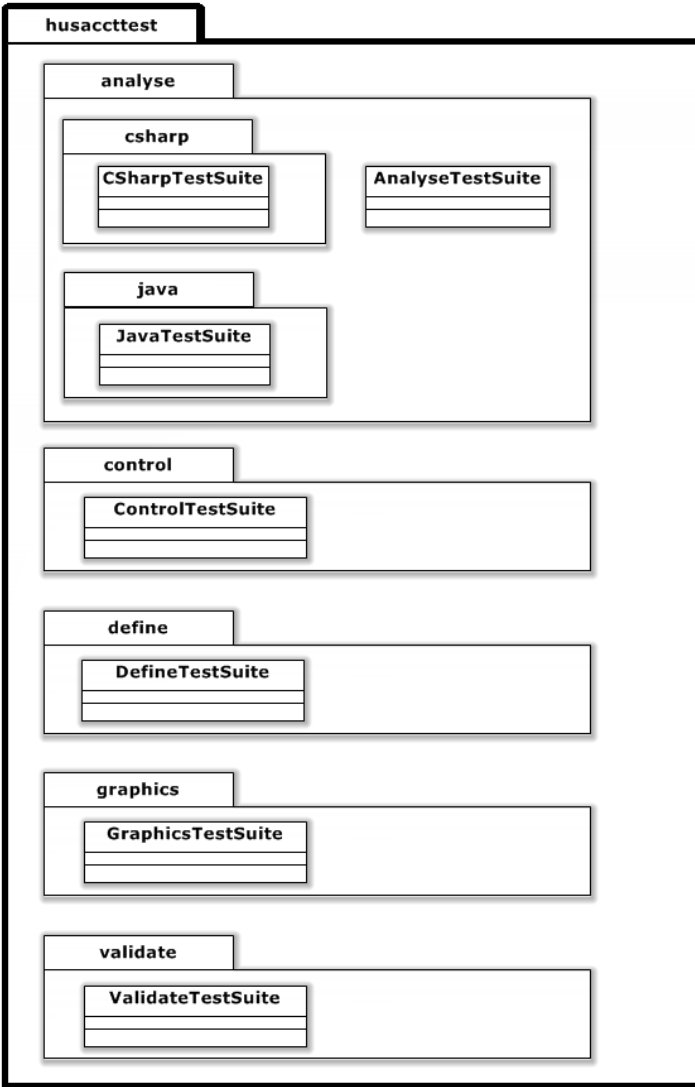 husaccttest
analyse
csharp
CSharpTestSuite
AnalyseTestSuite
java
JavaTestSuite
control
ControlTestSuite
define
DefineTestSuite
graphics
GraphicsTestSuite
validate
ValidateTestSuite